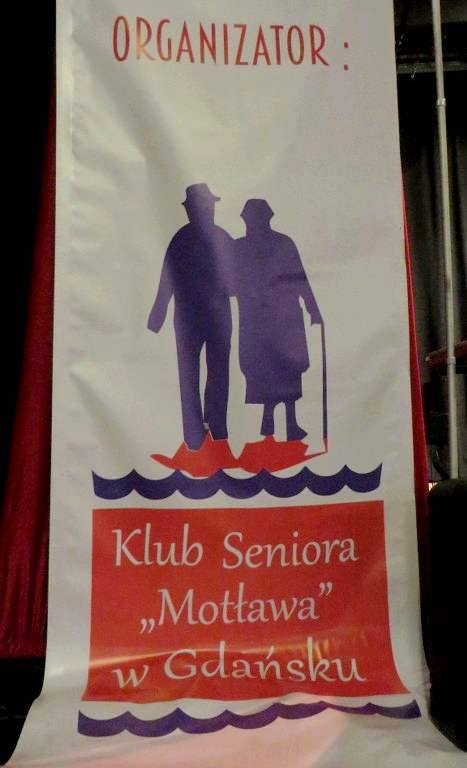 ORGANIZATOR :
Klub Seniora
„Motława”
w Gdańsku